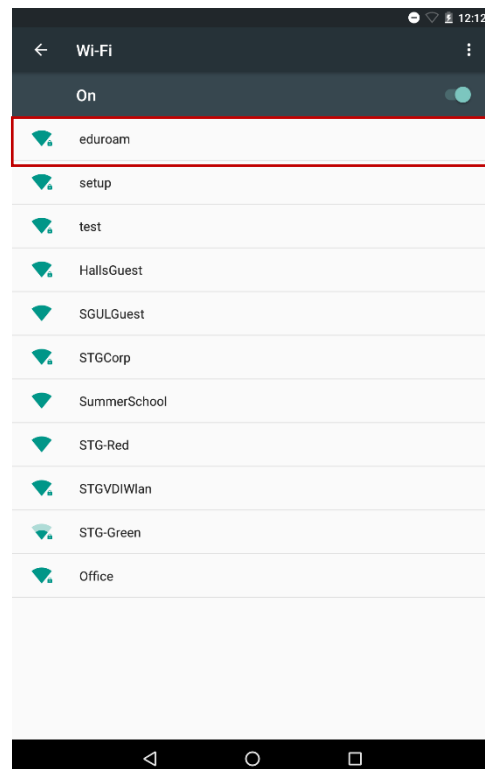 12:12
Wi-Fi
On
eduroam
setup
test
HallsGuest
SGULGuest
STGCorp
SummerSchool
STG-Red
STGVDIWlan
STG-Green
Office